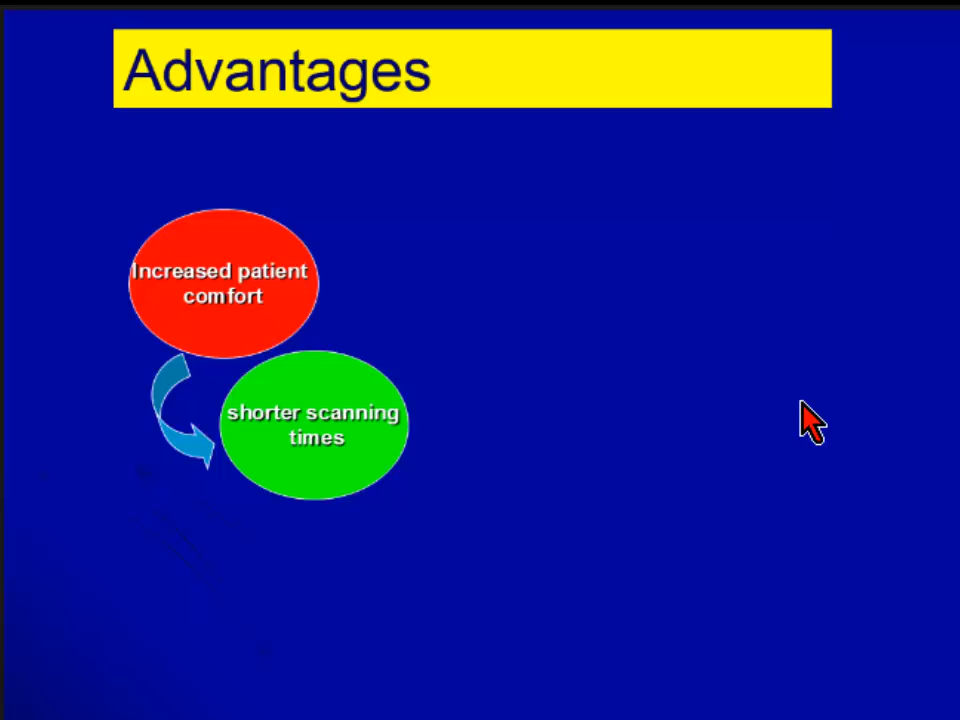 Advantages
Increased patient
comfort
shorter scanning
times